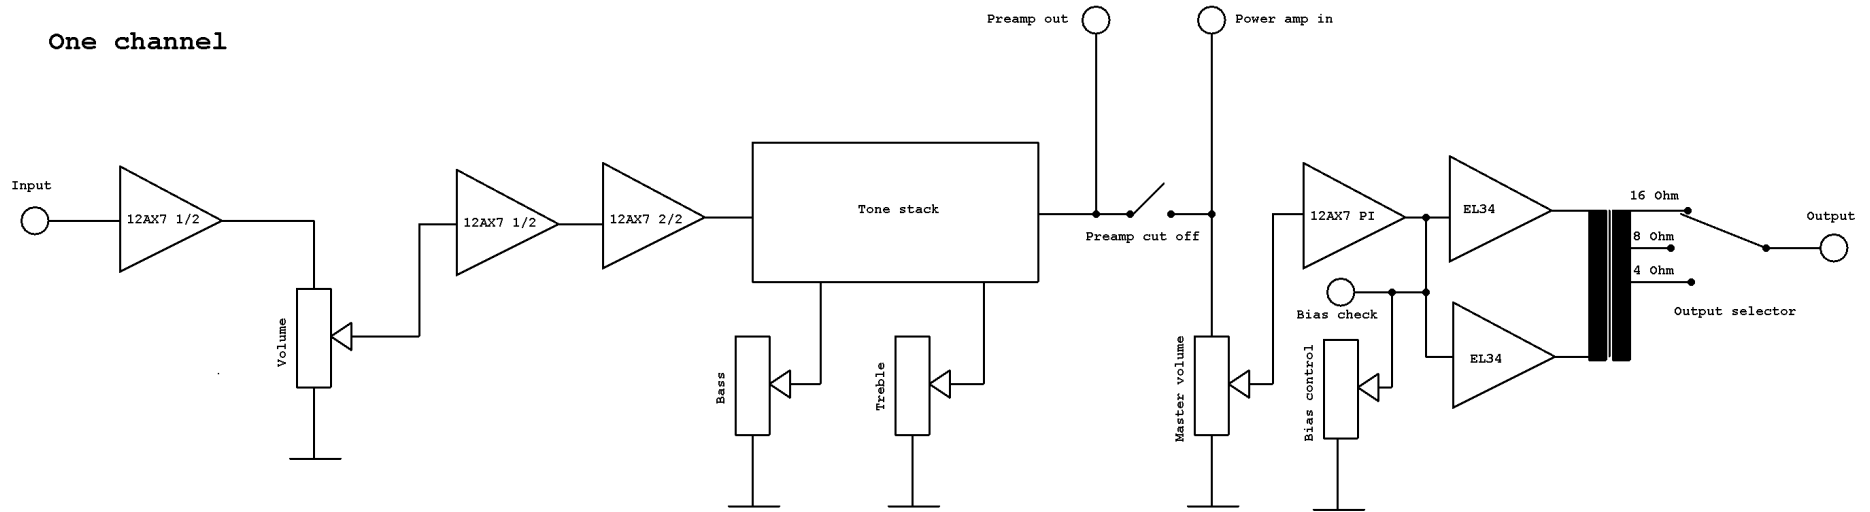 One channel
Preamp out
Power amp in
Input
12AX7 1/2
Volume
12AX7 1/2
12AX7 2/2
Tone stack
Bass
Treble
Preamp cut off
Master volume
12AX7 PI
Bias check
Bias control
EL34
EL34
16 Ohm
8 Ohm
4 Ohm
Output selector
Output